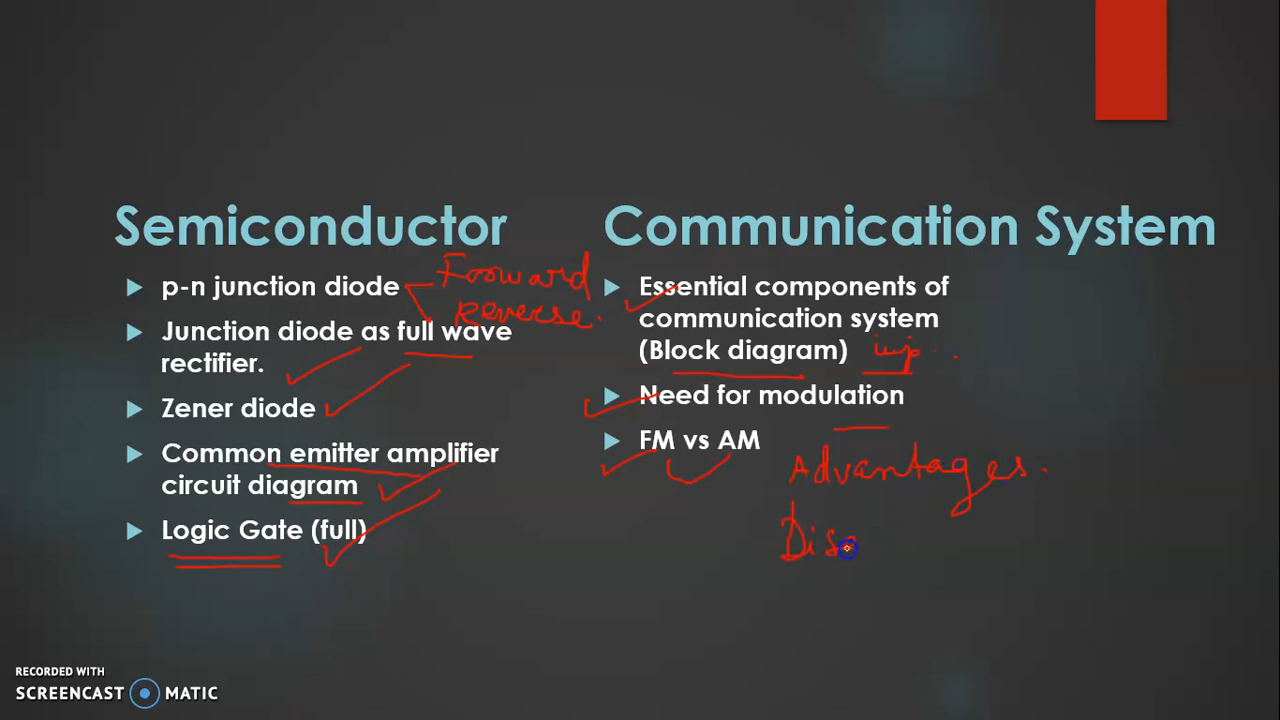 Semiconductor
p-n junction diode
Forward
Reverse.
Junction diode as full wave
rectifier.
Zener diode
Common emitter amplifier
circuit diagram
Logic Gate (full)
Communication System
Essential components of
communication system
(Block diagram) imp..
Need for modulation
FM vs AM
Advantages.
Disa
RECORDED WITH
SCREENCAST MATIC